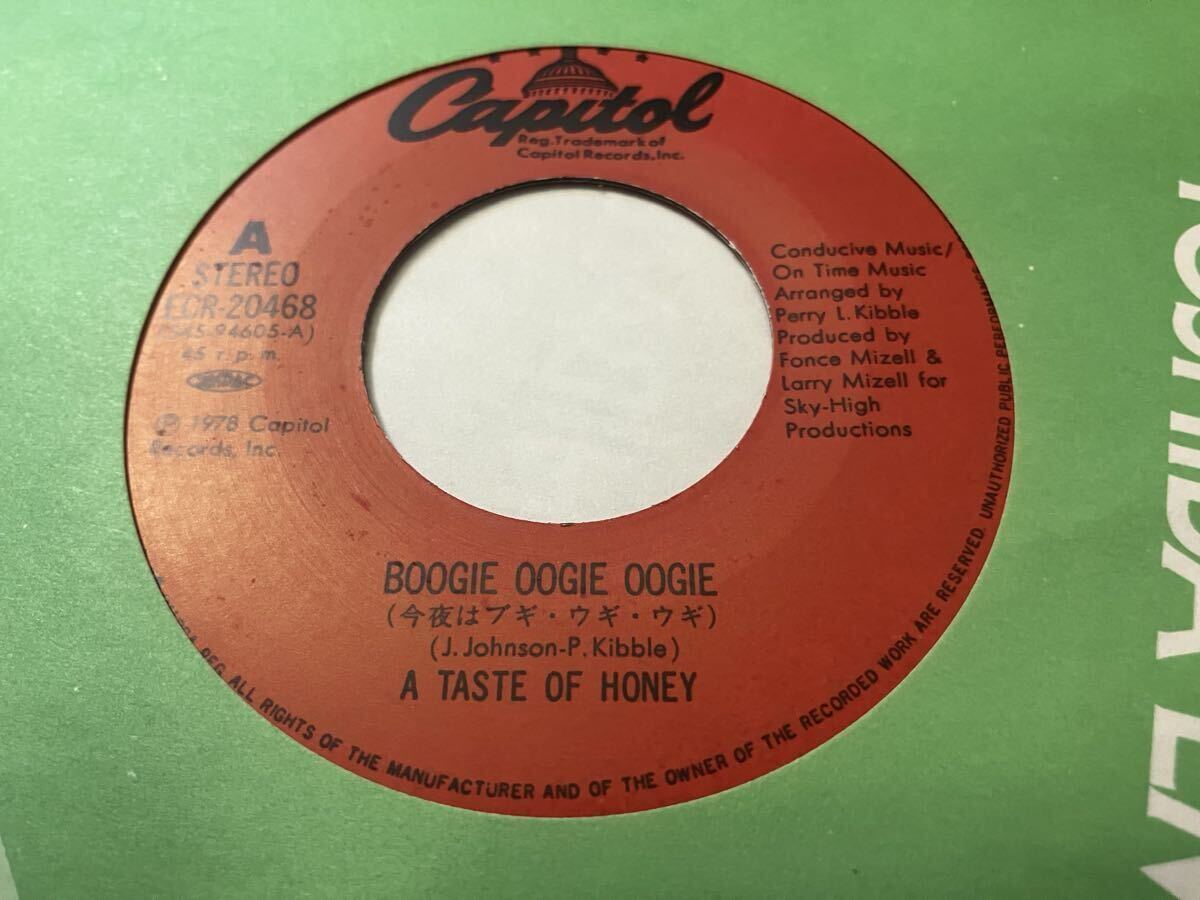 Capitol
Reg. Trademark of
Capitol Records, Inc.
A
STEREO
ECR-20468
45 r.p.m.
Ⓟ 1978 Capitol
Records, Inc.
Conducive Music/
On Time Music
Arranged by
Perry L. Kibble
Produced by
Fonce Mizell &
Larry Mizell for
Sky-High
Productions
BOOGIE OOGIE OOGIE
(今夜はブギ・ウギ・ウギ)
(J. Johnson-P. Kibble)
A TASTE OF HONEY
REG. ALL RIGHTS OF THE MANUFACTURER AND OF THE OWNER OF THE RECORDED WORK ARE RESERVED. UNAUTHORIZED PUBLIC PERFORMANCE